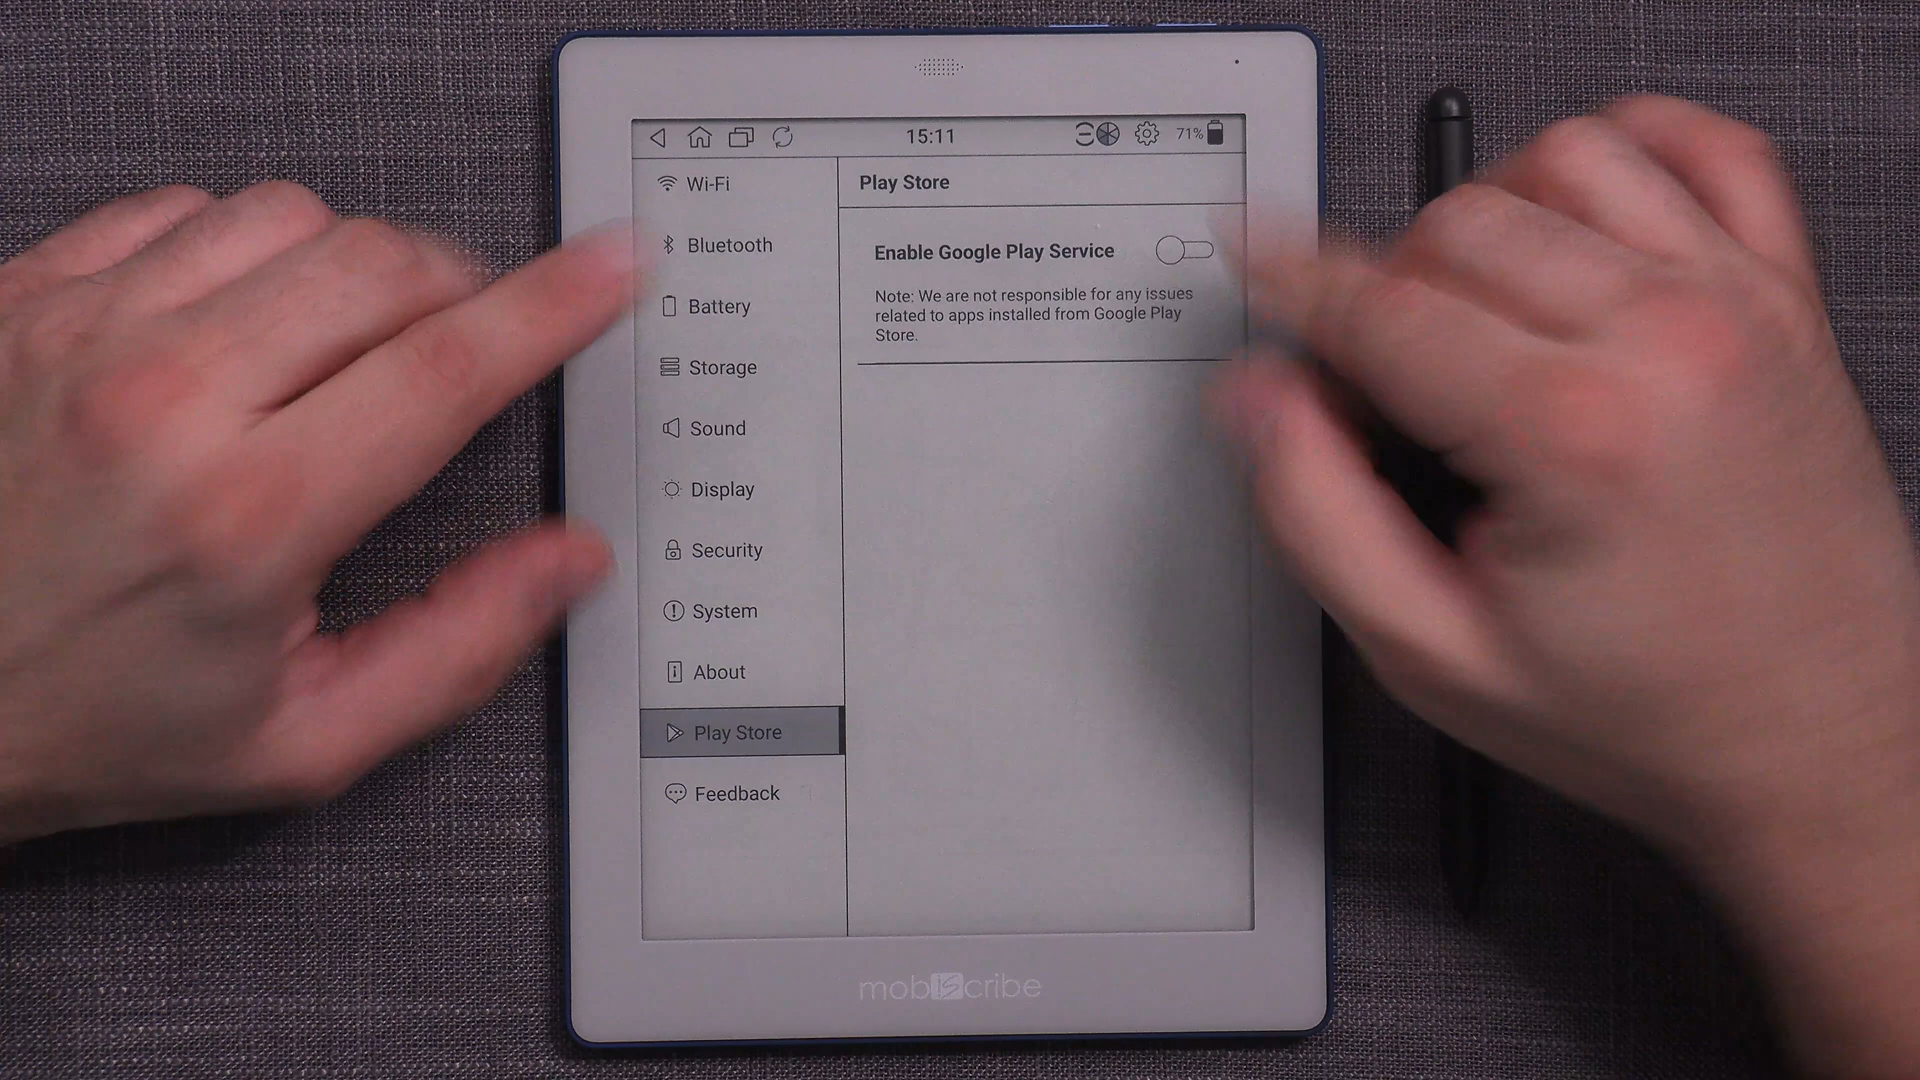 15:11
71%
Wi-Fi
Bluetooth
Battery
Storage
Sound
Display
Security
System
About
Play Store
Feedback
Play Store
Enable Google Play Service
Note: We are not responsible for any issues
related to apps installed from Google Play
Store.
mobiscribe